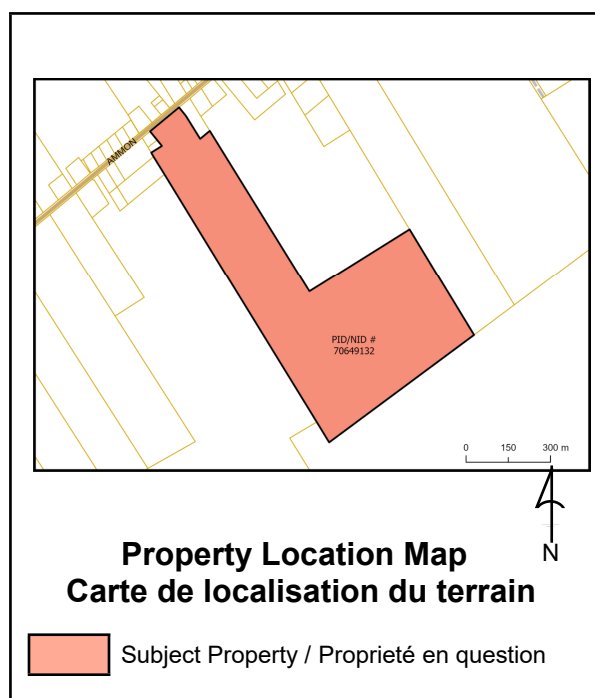 AMMON
PID/NID #
70649132
0 150 300 m
N
Property Location Map
Carte de localisation du terrain
Subject Property / Proprieté en question